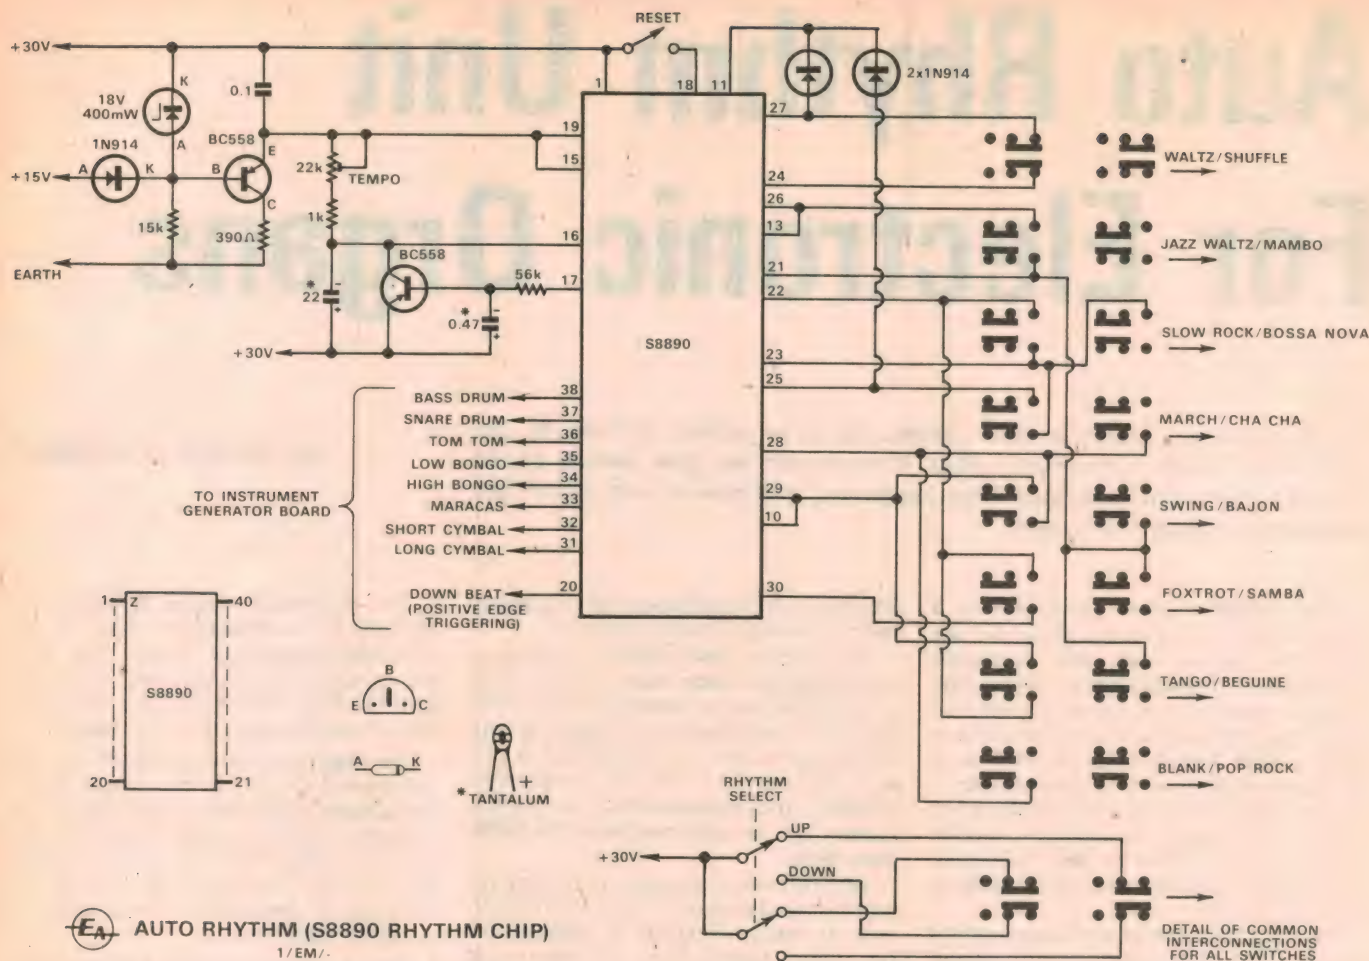 RESET
+30V
1
18
11
2x1N914
K
18V
400mW
A
0.1
1N914
BC558
E
A
K
B
C
+15V
19
15
22k
TEMPO
27
24
26
13
WALTZ/SHUFFLE
15k
390Ω
1k
16
JAZZ WALTZ/MAMBO
EARTH
BC558
56k
17
21
22
*
22
-
+
*
0.47
-
+
+30V
S8890
23
25
SLOW ROCK/BOSSA NOVA
BASS DRUM 38
SNARE DRUM 37
TOM TOM 36
LOW BONGO 35
HIGH BONGO 34
MARACAS 33
SHORT CYMBAL 32
LONG CYMBAL 31
DOWN BEAT 20
(POSITIVE EDGE
TRIGGERING)
TO INSTRUMENT
GENERATOR BOARD
MARCH/CHA CHA
28
29
10
SWING/BAJON
30
FOXTROT/SAMBA
TANGO/BEGUINE
BLANK/POP ROCK
1
Z
40
S8890
20
21
B
E
C
A
K
+
*TANTALUM
RHYTHM
SELECT
UP
+30V
DOWN
DETAIL OF COMMON
INTERCONNECTIONS
FOR ALL SWITCHES
EA AUTO RHYTHM (S8890 RHYTHM CHIP)
1/EM/-